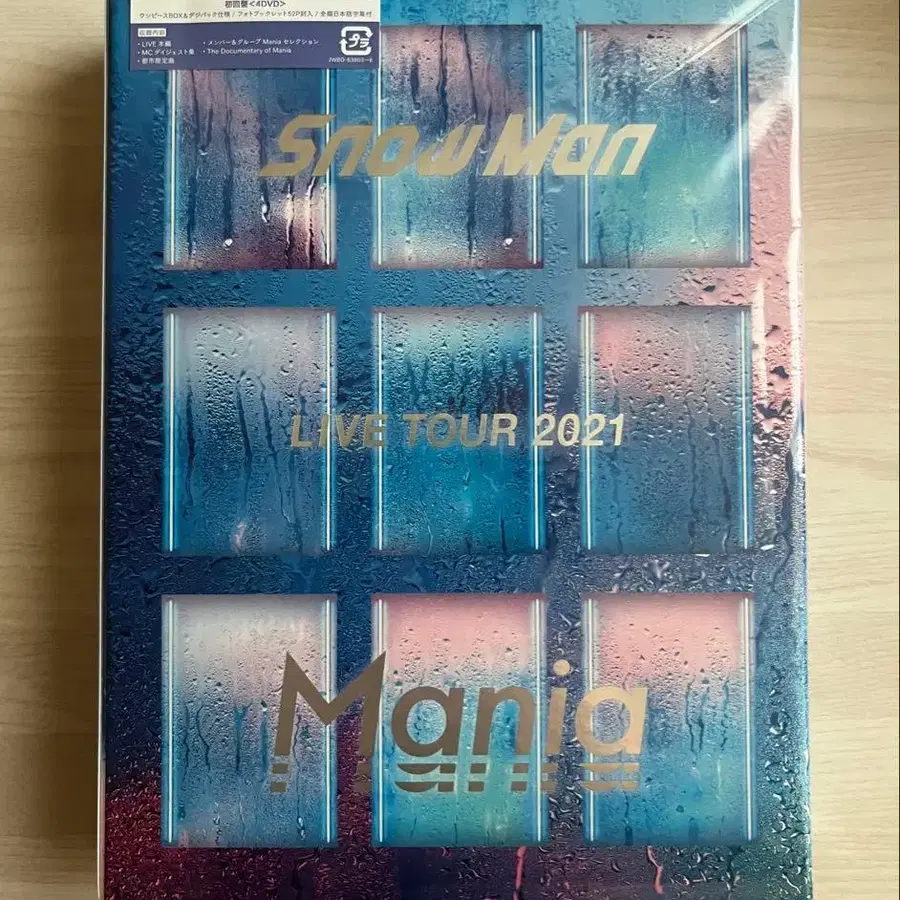 初回盤<4DVD>
ワンピースBOX&デジパック仕様 / フォトブックレット52P封入 / 全編日本語字幕付
収録内容
・LIVE 本編 ・メンバー&グループ Mania セレクション
・MC ダイジェスト集 ・The Documentary of Mania
・都市限定曲
プラ
Snow Man
LIVE TOUR 2021
Mania